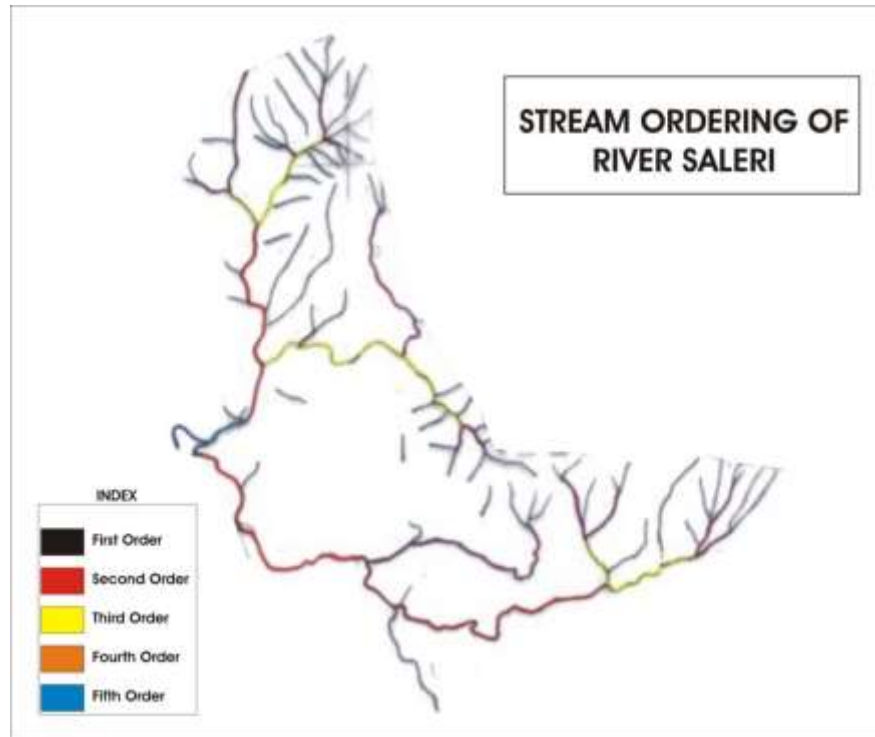 STREAM ORDERING OF
RIVER SALERI
INDEX
First Order
Second Order
Third Order
Fourth Order
Fifth Order